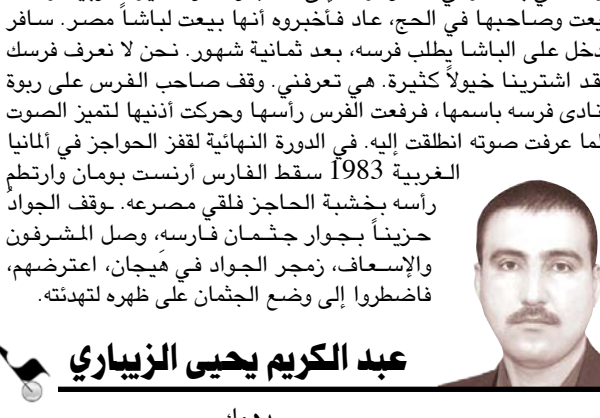 يعت وصاحبها في الحج، عاد فأخبروه أنها بيعت لباشاً مصر. سافر
دخل على الباشا يطلب فرسه، بعد ثمانية شهور. نحن لا نعرف فرسك
قد اشترينا خيولاً كثيرة. هي تعرفني. وقف صاحب الفرس على ربوة
نادى فرسه باسمها، فرفعت الفرس رأسها وحركت أذنيها لتميز الصوت
لما عرفت صوته انطلقت إليه. في الدورة النهائية لقفز الحواجز في ألمانيا
الغربية 1983 سقط الفارس أرنست بومان وارتطم
رأسه بخشبة الحاجز فلقي مصرعه. وقف الجوادُ
حزيناً بجوار جثمان فارسه، وصل المشرفون
والإسعاف، زمجر الجواد في هَيجان، اعترضهم،
فاضطروا إلى وضع الجثمان على ظهره لتهدئته.
عبد الكريم يحيى الزيباري